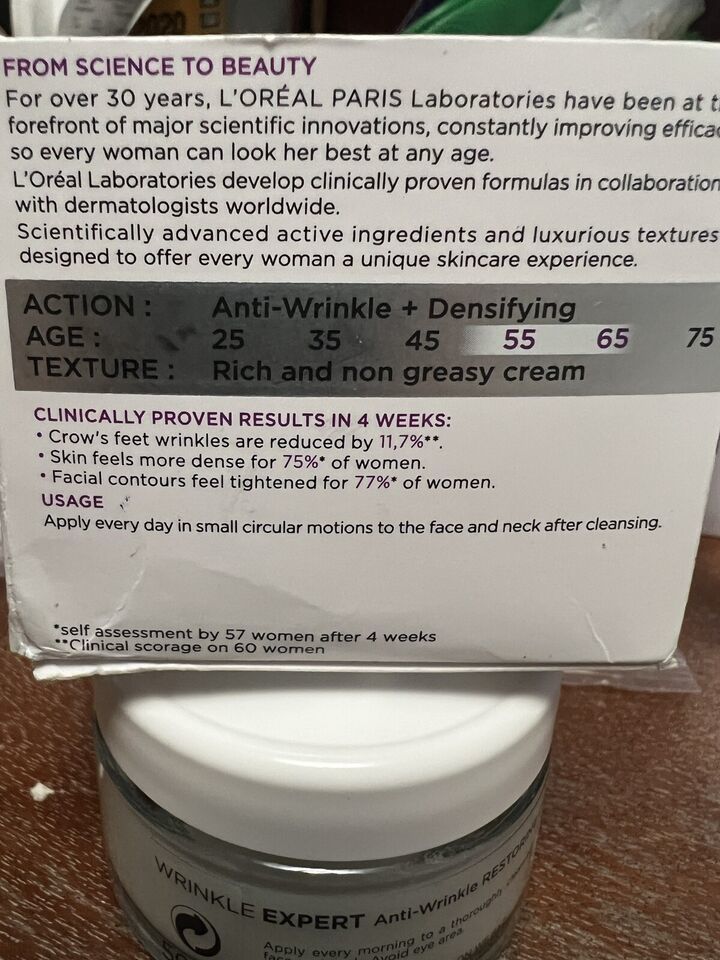 FROM SCIENCE TO BEAUTY
For over 30 years, L'ORÉAL PARIS Laboratories have been at
forefront of major scientific innovations, constantly improving
so every woman can look her best at any age.
L'Oréal Laboratories develop clinically proven formulas in collaboration
with dermatologists worldwide.
Scientifically advanced active ingredients and luxurious textures
designed to offer every woman a unique skincare experience.
ACTION : Anti-Wrinkle + Densifying
AGE : 25 35 45 55 65 75
TEXTURE : Rich and non greasy cream
CLINICALLY PROVEN RESULTS IN 4 WEEKS:
• Crow's feet wrinkles are reduced by 11,7%**.
• Skin feels more dense for 75%* of women.
• Facial contours feel tightened for 77%* of women.
USAGE
Apply every day in small circular motions to the face and neck after cleansing.
*self assessment by 57 women after 4 weeks
**Clinical scorage on 60 women
WRINKLE EXPERT Anti-Wrinkle
Apply every morning to a thoroughly
Avoid eye area